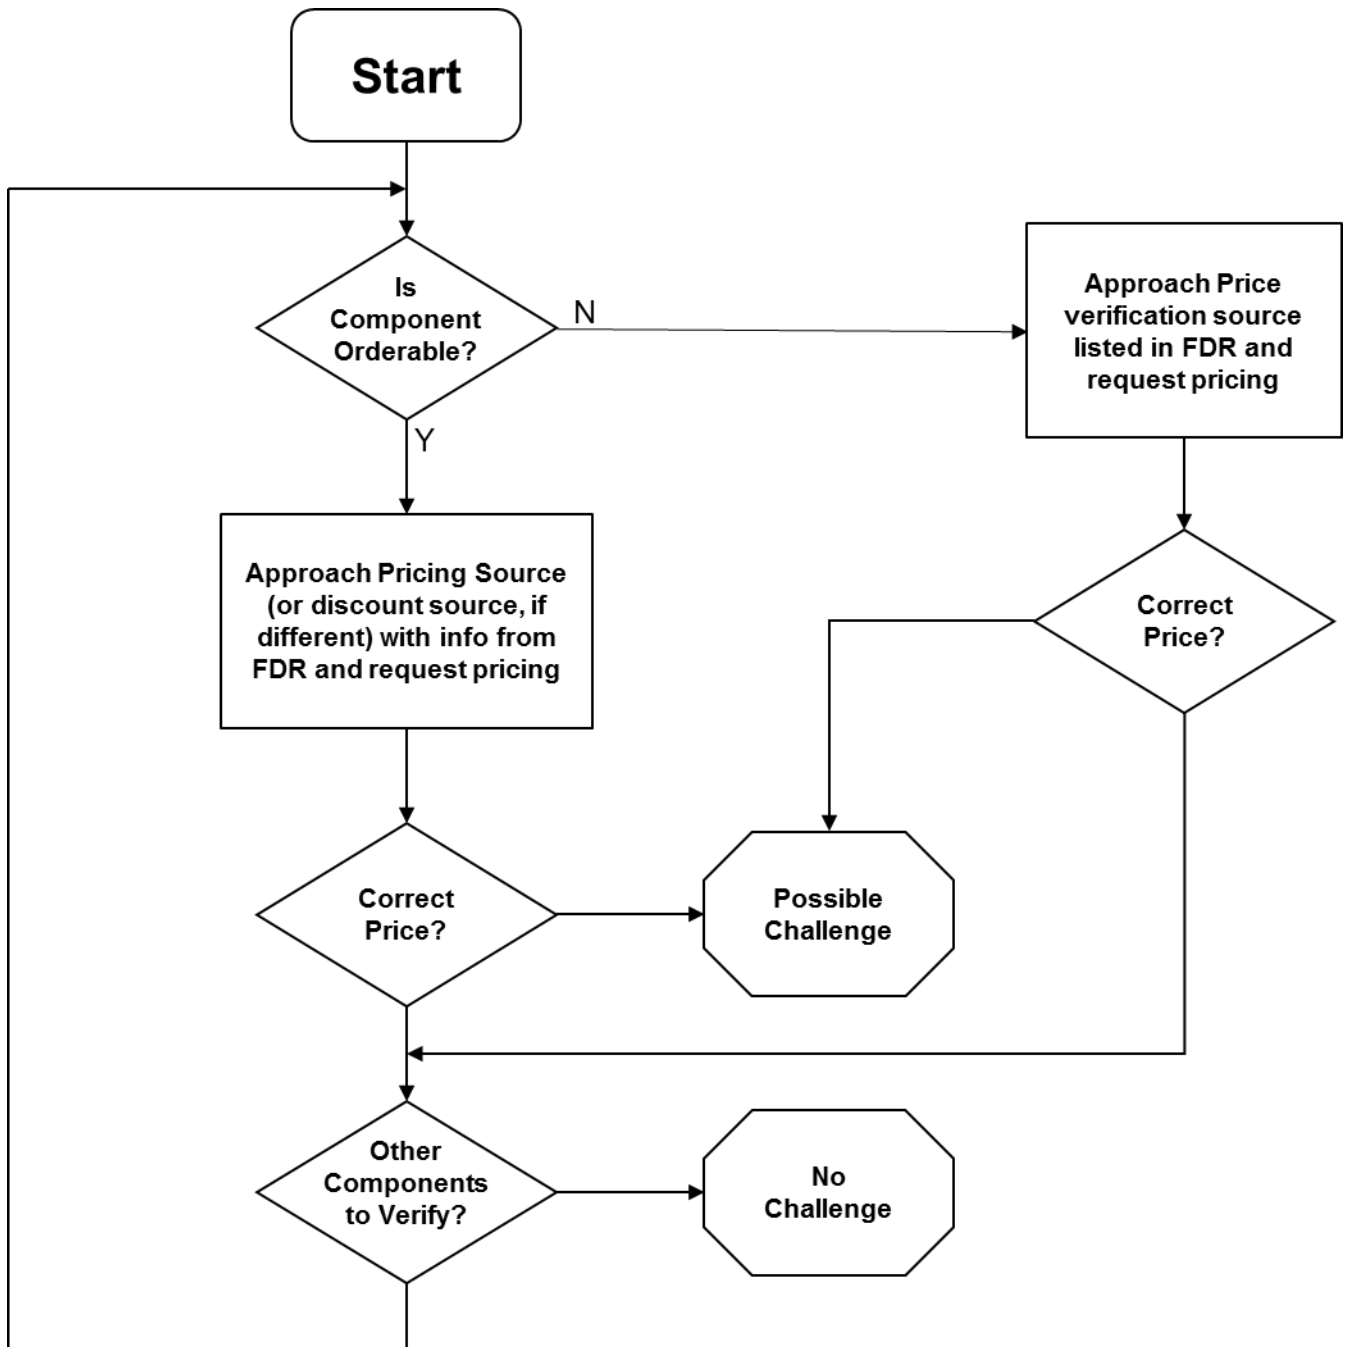 Start
Is
Component
Orderable?
N
Y
Approach Price
verification source
listed in FDR and
request pricing
Approach Pricing Source
(or discount source, if
different) with info from
FDR and request pricing
Correct
Price?
Correct
Price?
Possible
Challenge
Other
Components
to Verify?
No
Challenge